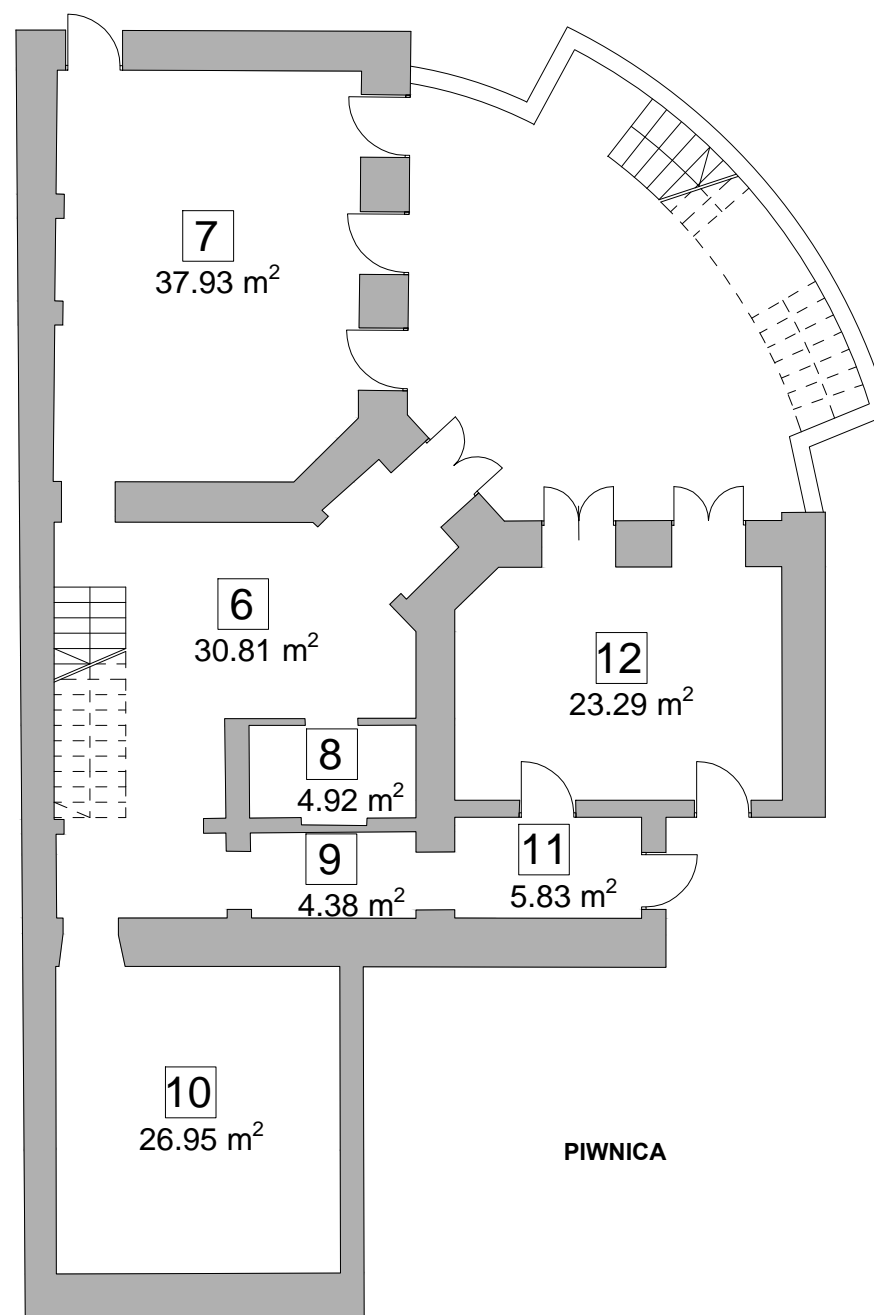 7
37.93 m²
6
30.81 m²
12
23.29 m²
8
4.92 m²
11
5.83 m²
9
4.38 m²
10
26.95 m²
PIWNICA